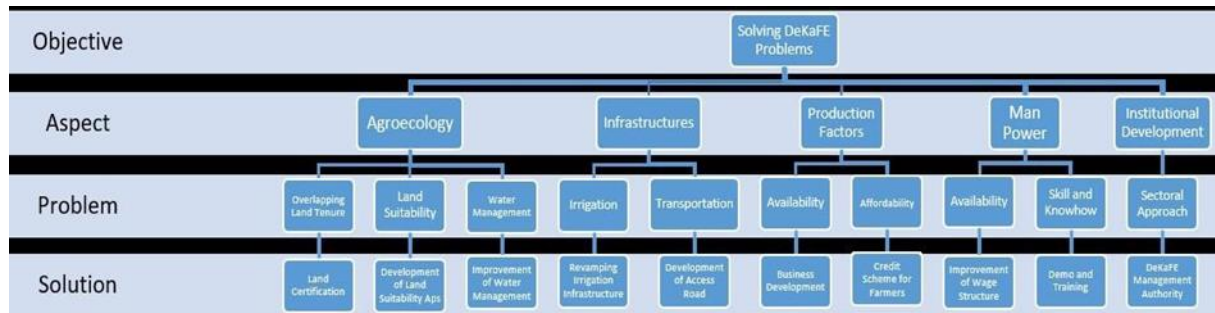 Objective
Solving DeKaFE
Problems
Aspect
Agroecology
Infrastructures
Production
Factors
Man
Power
Institutional
Development
Problem
Overlapping
Land Tenure
Land
Suitability
Water
Management
Irrigation
Transportation
Availability
Affordability
Availability
Skill and
Knowhow
Sectoral
Approach
Solution
Land
Certification
Development
of Land
Suitability Aps
Improvement
of Water
Management
Revamping
Irrigation
Infrastructure
Development
of Access
Road
Business
Development
Credit
Scheme for
Farmers
Improvement
of Wage
Structure
Demo and
Training
DeKaFE
Management
Authority